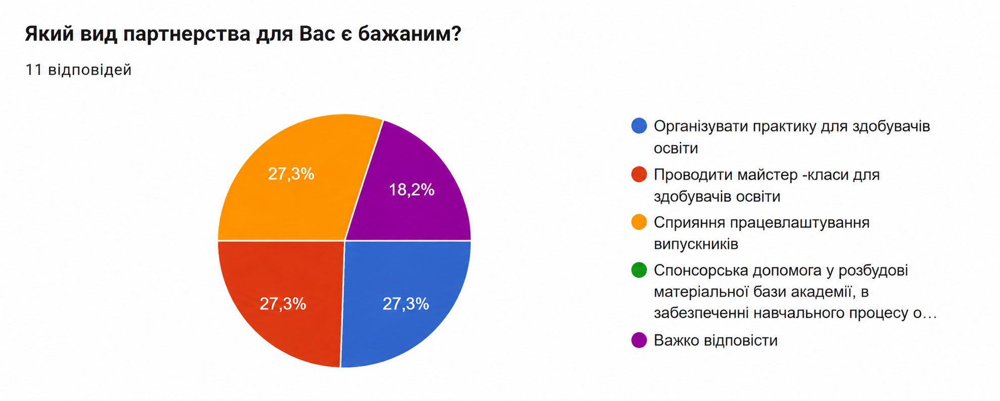 Який вид партнерства для Вас є бажаним?
11 відповідей
27,3%
18,2%
27,3%
27,3%
Організувати практику для здобувачів
освіти
Проводити майстер -класи для
здобувачів освіти
Сприяння працевлаштування
випускників
Спонсорська допомога у розбудові
матеріальної бази академії, в
забезпеченні навчального процесу о…
Важко відповісти